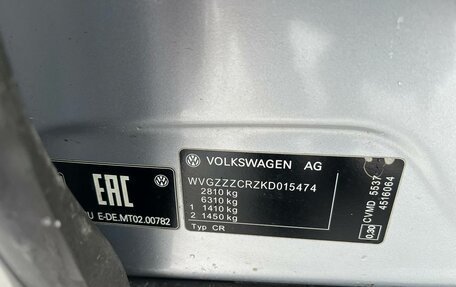 VOLKSWAGEN AG
WVGZZZCRZKD015474
2810 kg
6310 kg
1 1410 kg
2 1450 kg
Typ CR
0.30 CVMD 5537
4516064
EAC
U E-DE.MT02.00782